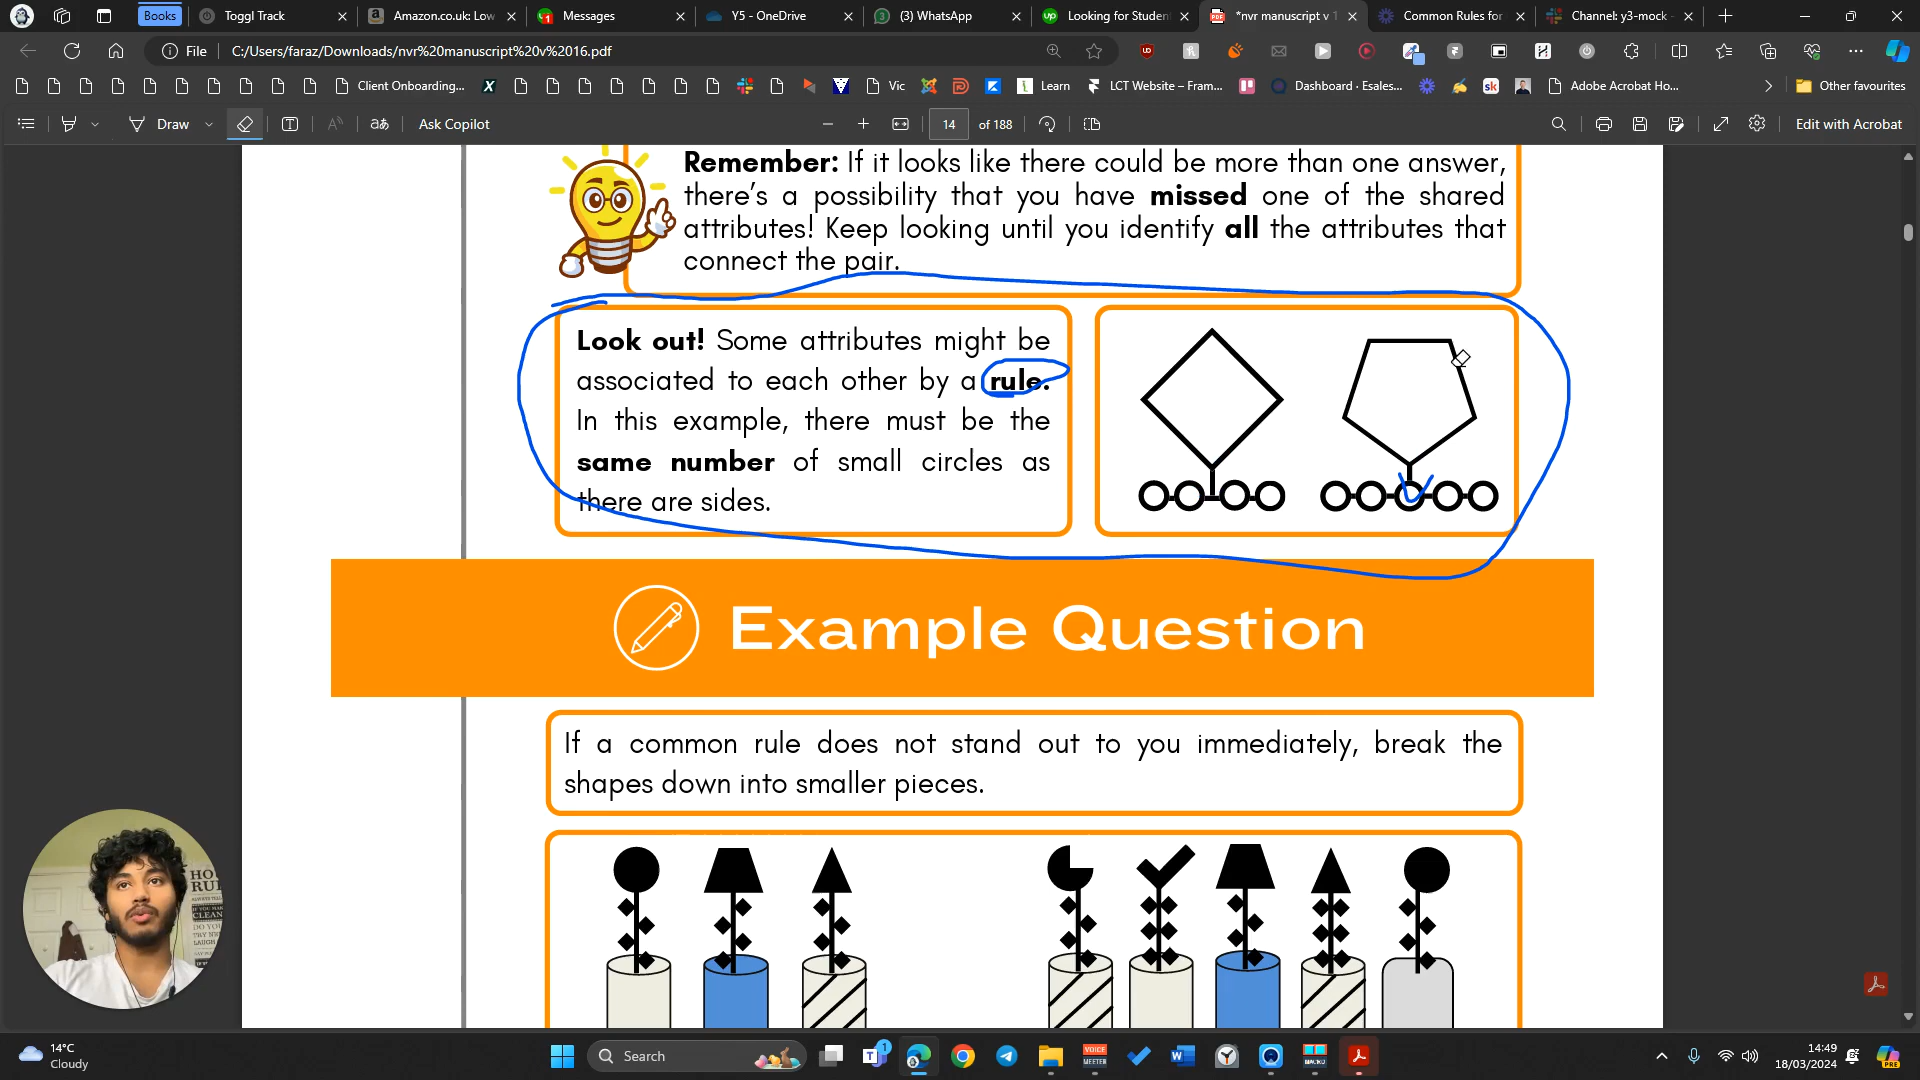 Books
Toggl Track
Amazon.co.uk: Low
Messages
Y5 - OneDrive
(3) WhatsApp
Looking for Studen
*nvr manuscript v 1
Common Rules for
Channel: y3-mock -
File
C:/Users/faraz/Downloads/nvr%20manuscript%20v%2016.pdf
Client Onboarding...
Vic
Learn
LCT Website – Fram...
Dashboard · Esales...
sk
Adobe Acrobat Ho...
Other favourites
Draw
aあ
Ask Copilot
14
of 188
Edit with Acrobat
Remember: If it looks like there could be more than one answer,
there's a possibility that you have missed one of the shared
attributes! Keep looking until you identify all the attributes that
connect the pair.
Look out! Some attributes might be
associated to each other by a rule.
In this example, there must be the
same number of small circles as
there are sides.
Example Question
If a common rule does not stand out to you immediately, break the
shapes down into smaller pieces.
14°C
Cloudy
Search
14:49
18/03/2024